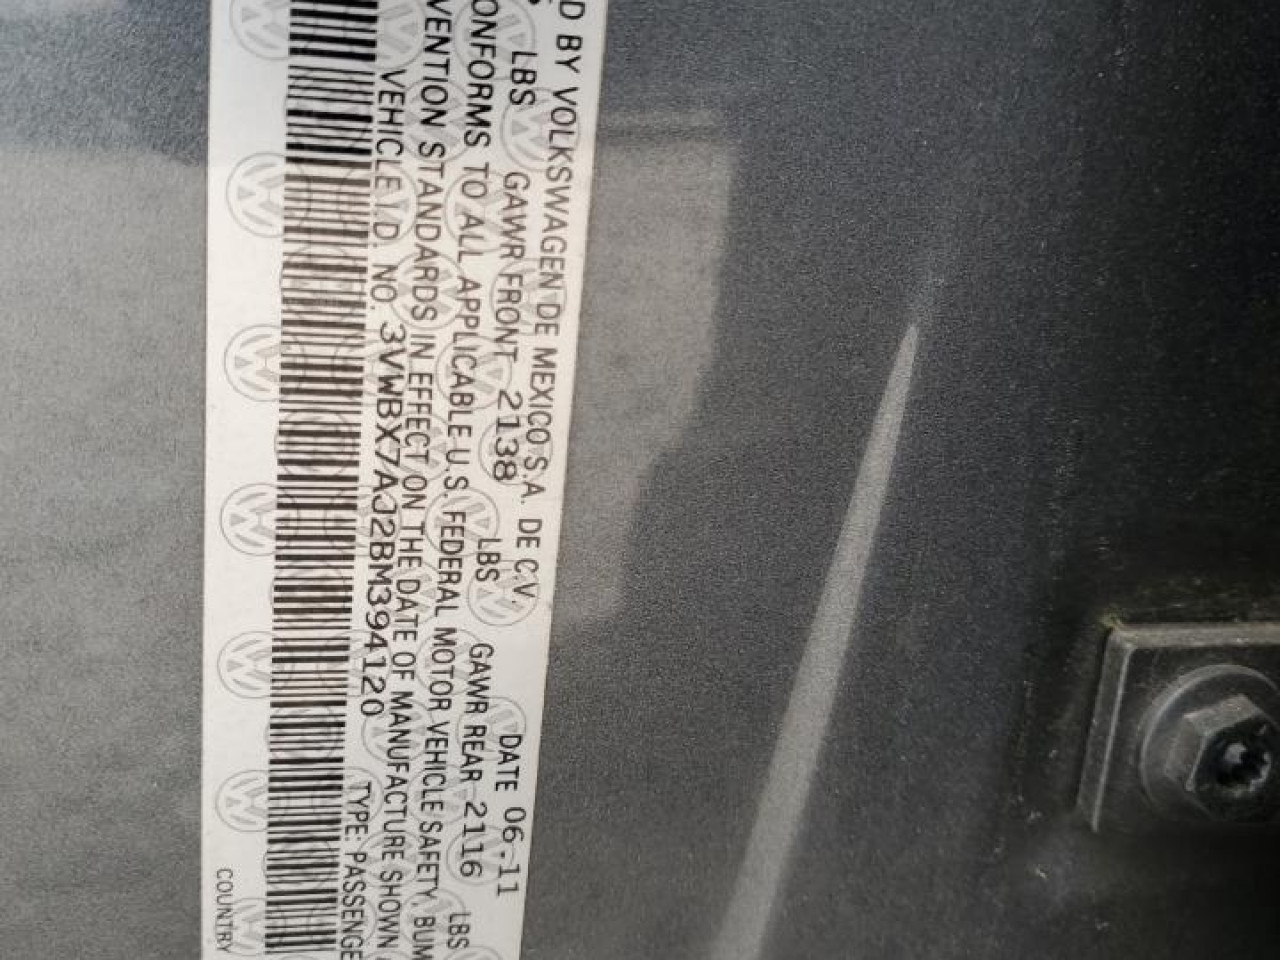 D BY VOLKSWAGEN DE MEXICO S.A. DE C.V. DATE 06.11
LBS GAWR FRONT 2138 LBS GAWR REAR 2116 LBS
ONFORMS TO ALL APPLICABLE U.S. FEDERAL MOTOR VEHICLE SAFETY, BUM
VENTION STANDARDS IN EFFECT ON THE DATE OF MANUFACTURE SHOWN
VEHICLE I.D. NO. 3VWBX7AJ2BM394120 TYPE: PASSENGE
COUNTRY